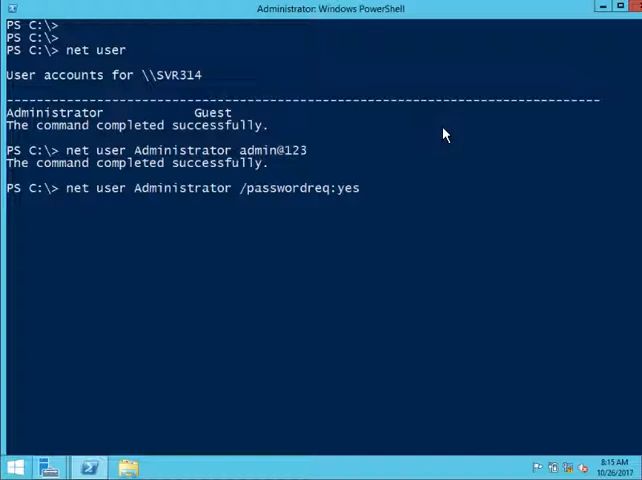 Administrator: Windows PowerShell
PS C:\>
PS C:\>
PS C:\> net user
User accounts for \\SVR314
-------------------------------------------------------------------------------
Administrator            Guest
The command completed successfully.
PS C:\> net user Administrator admin@123
The command completed successfully.
PS C:\> net user Administrator /passwordreq:yes
8:15 AM
10/26/2017